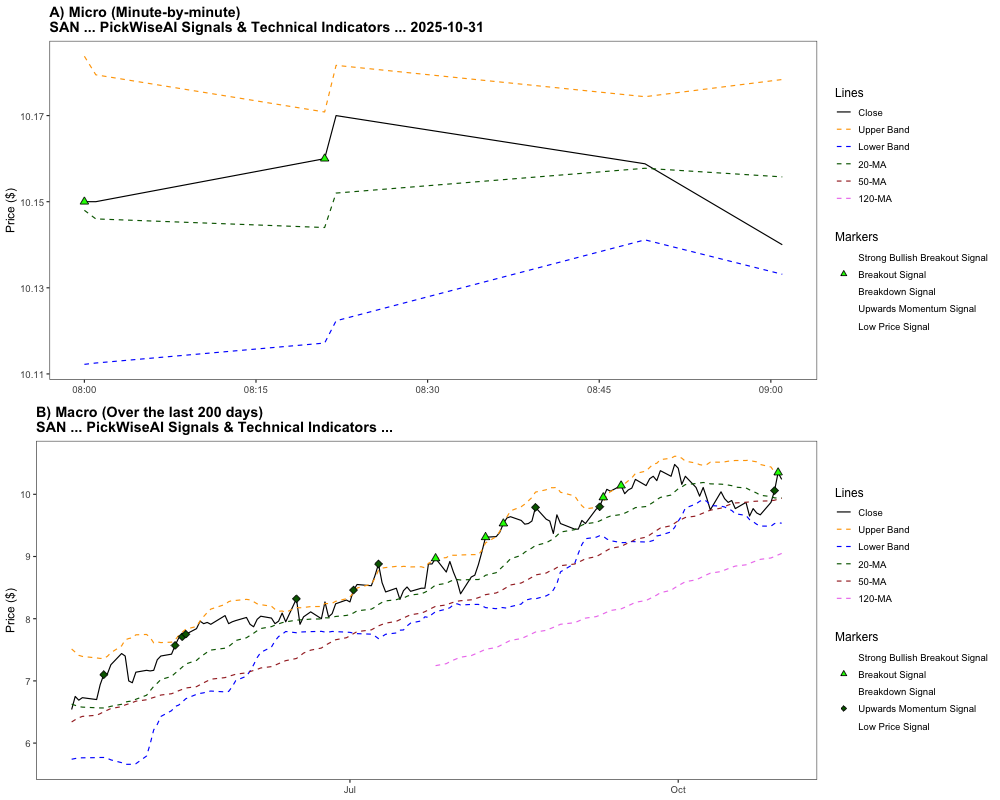 A) Micro (Minute-by-minute)
SAN ... PickWiseAI Signals & Technical Indicators ... 2025-10-31
Price ($)
10.17
10.15
10.13
10.11
08:00
08:15
08:30
08:45
09:00
Lines
Close
Upper Band
Lower Band
20-MA
50-MA
120-MA
Markers
Strong Bullish Breakout Signal
Breakout Signal
Breakdown Signal
Upwards Momentum Signal
Low Price Signal
B) Macro (Over the last 200 days)
SAN ... PickWiseAI Signals & Technical Indicators ...
Price ($)
10
9
8
7
6
Jul
Oct
Lines
Close
Upper Band
Lower Band
20-MA
50-MA
120-MA
Markers
Strong Bullish Breakout Signal
Breakout Signal
Breakdown Signal
Upwards Momentum Signal
Low Price Signal